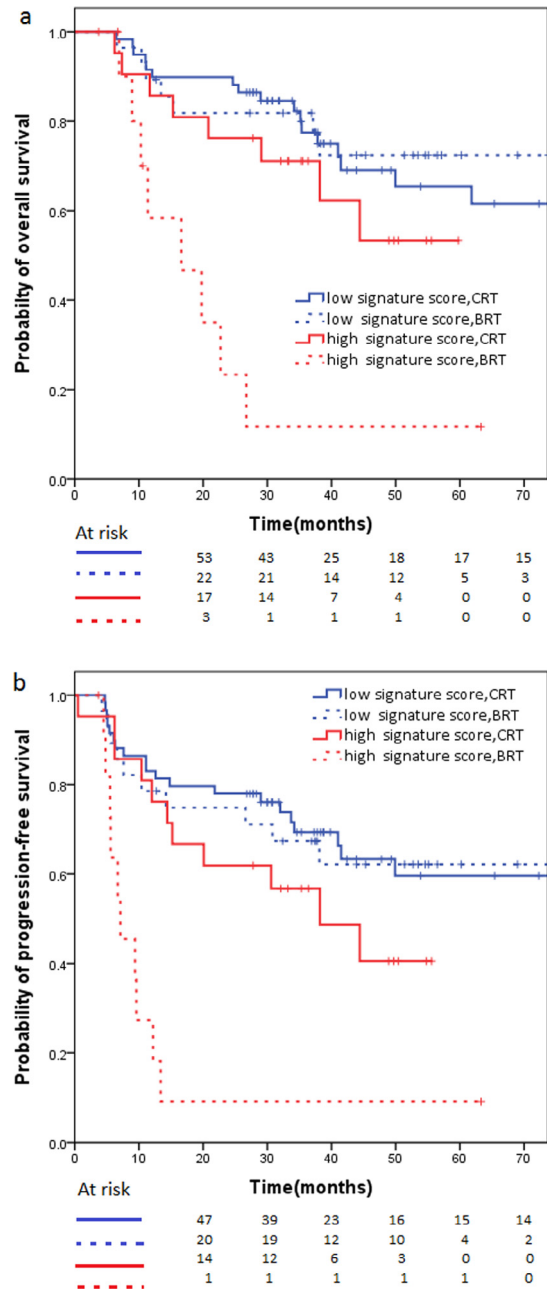 a
Probabilty of overall survival
1.0
0.8
0.6
0.4
0.2
0.0
low signature score,CRT
low signature score,BRT
high signature score,CRT
high signature score,BRT
0 10 20 30 40 50 60 70
Time(months)
At risk
53 43 25 18 17 15
22 21 14 12 5 3
17 14 7 4 0 0
3 1 1 1 0 0
b
Probability of progression-free survival
1.0
0.8
0.6
0.4
0.2
0.0
low signature score,CRT
low signature score,BRT
high signature score,CRT
high signature score,BRT
0 10 20 30 40 50 60 70
Time(months)
At risk
47 39 23 16 15 14
20 19 12 10 4 2
14 12 6 3 0 0
1 1 1 1 1 0